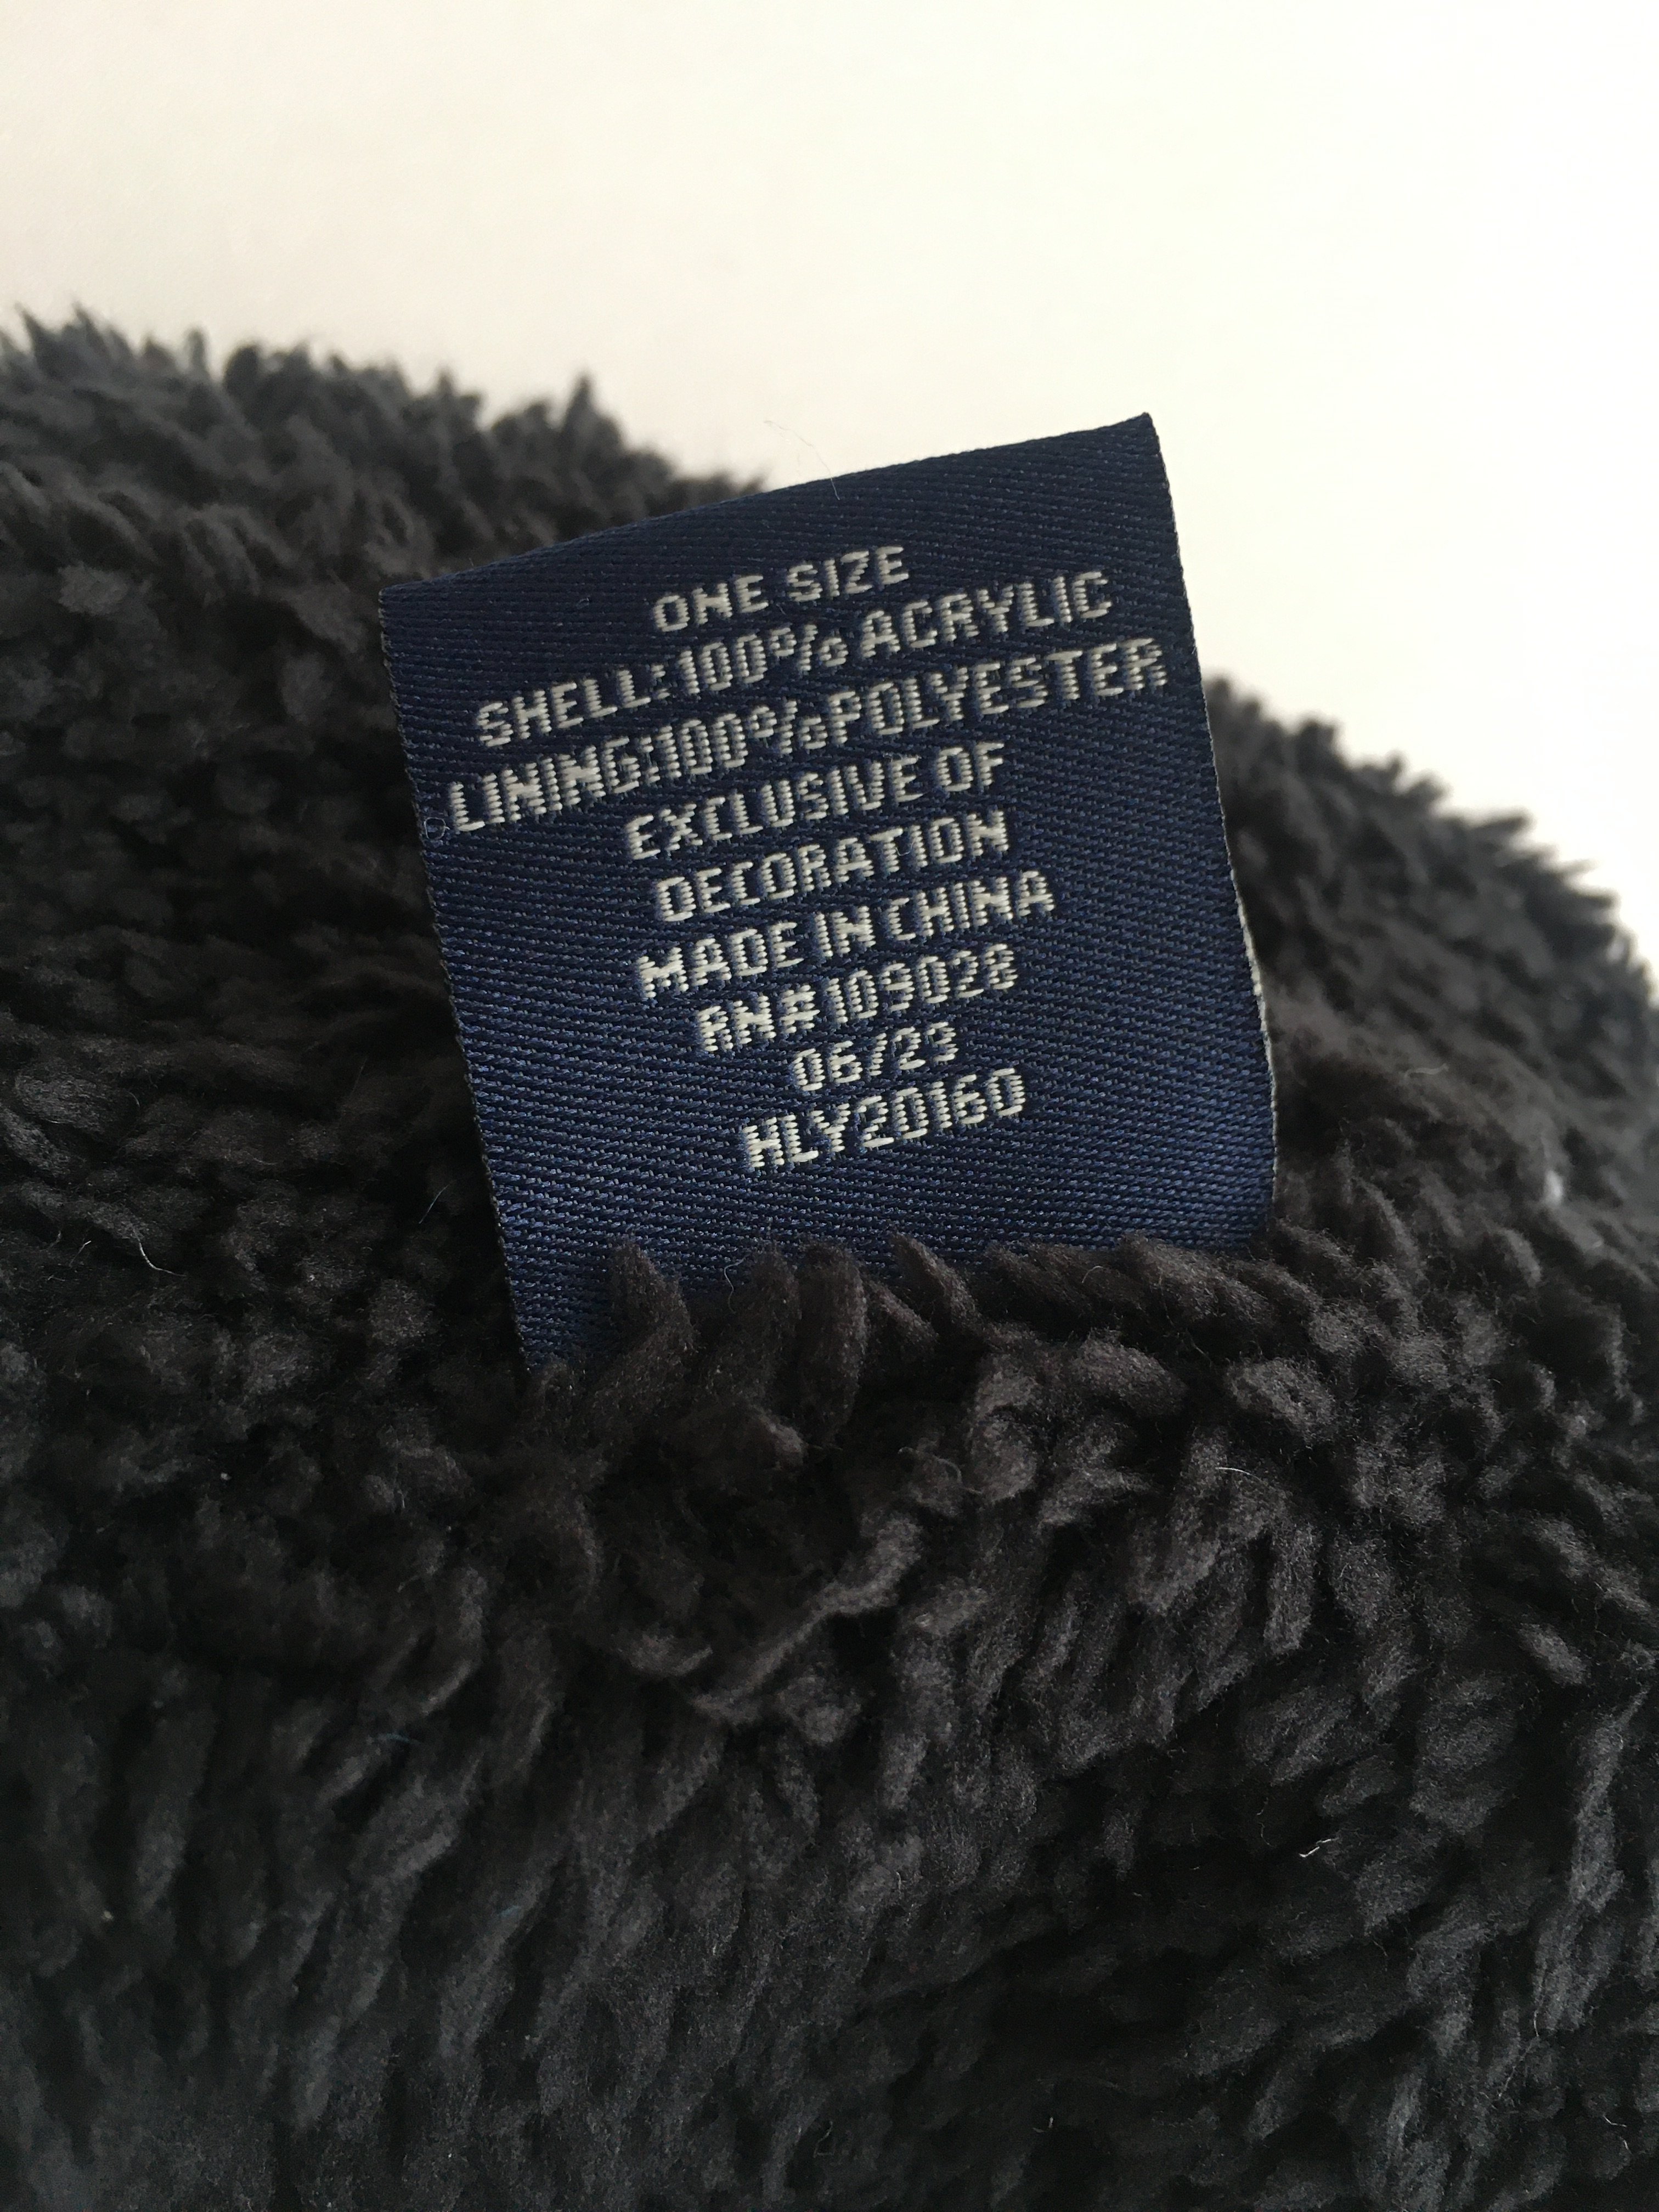 ONE SIZE
SHELL:100% ACRYLIC
LINING:100%POLYESTER
EXCLUSIVE OF
DECORATION
MADE IN CHINA
RN#109028
06/23
HLY20160